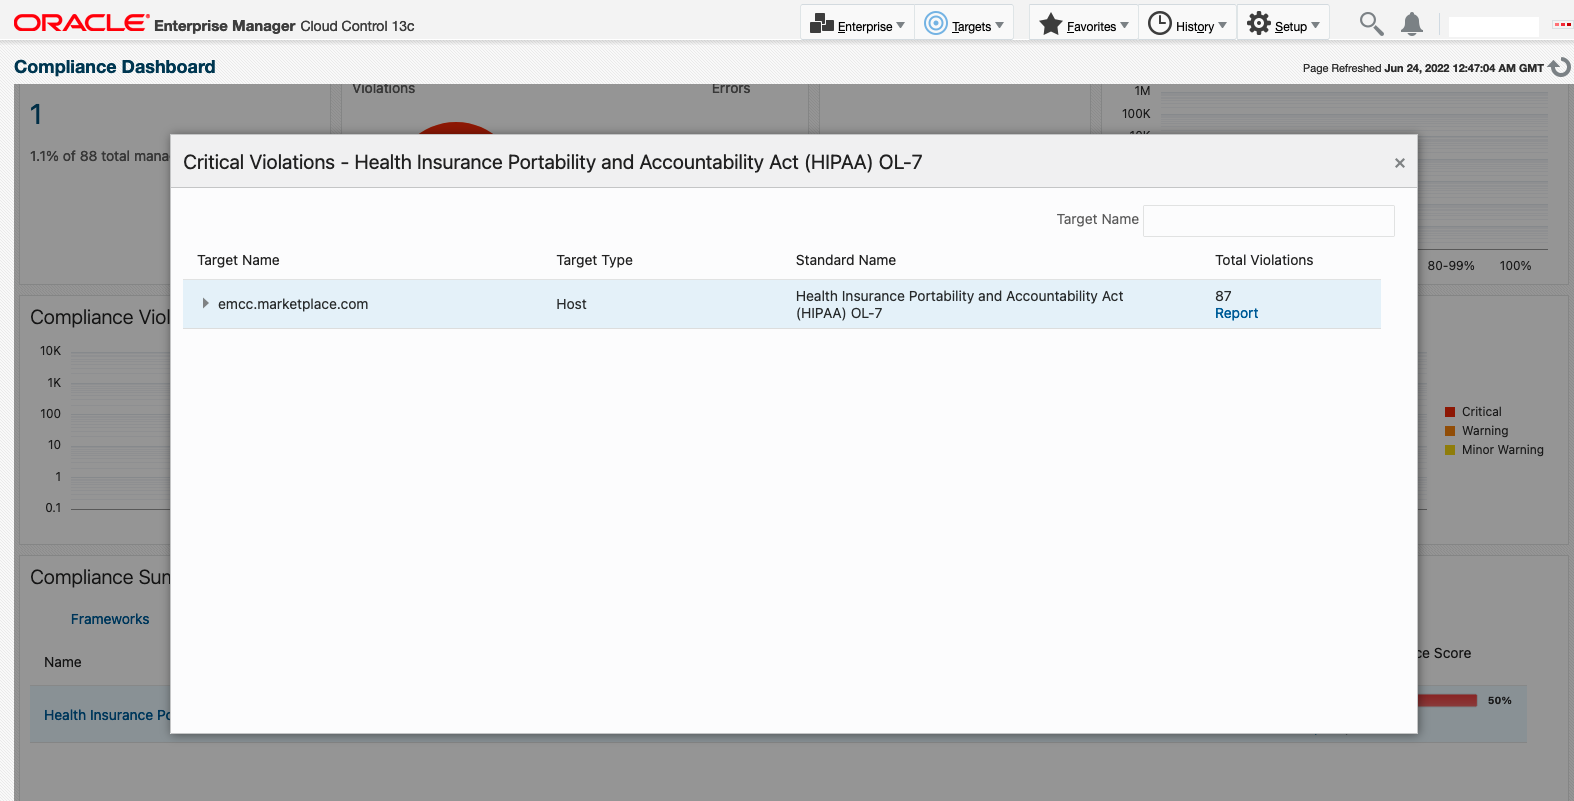 ORACLE® Enterprise Manager Cloud Control 13c
Enterprise
Targets
Favorites
History
Setup
Compliance Dashboard
Page Refreshed Jun 24, 2022 12:47:04 AM GMT
1
1.1% of 88 total mana
Violations
Errors
1M
100K
80-99%
100%
Critical Violations - Health Insurance Portability and Accountability Act (HIPAA) OL-7
×
Target Name
Target Name
Target Type
Standard Name
Total Violations
emcc.marketplace.com
Host
Health Insurance Portability and Accountability Act
(HIPAA) OL-7
87
Report
Compliance Viol
10K
1K
100
10
1
0.1
Critical
Warning
Minor Warning
Compliance Sum
Frameworks
Name
ce Score
Health Insurance Po
50%